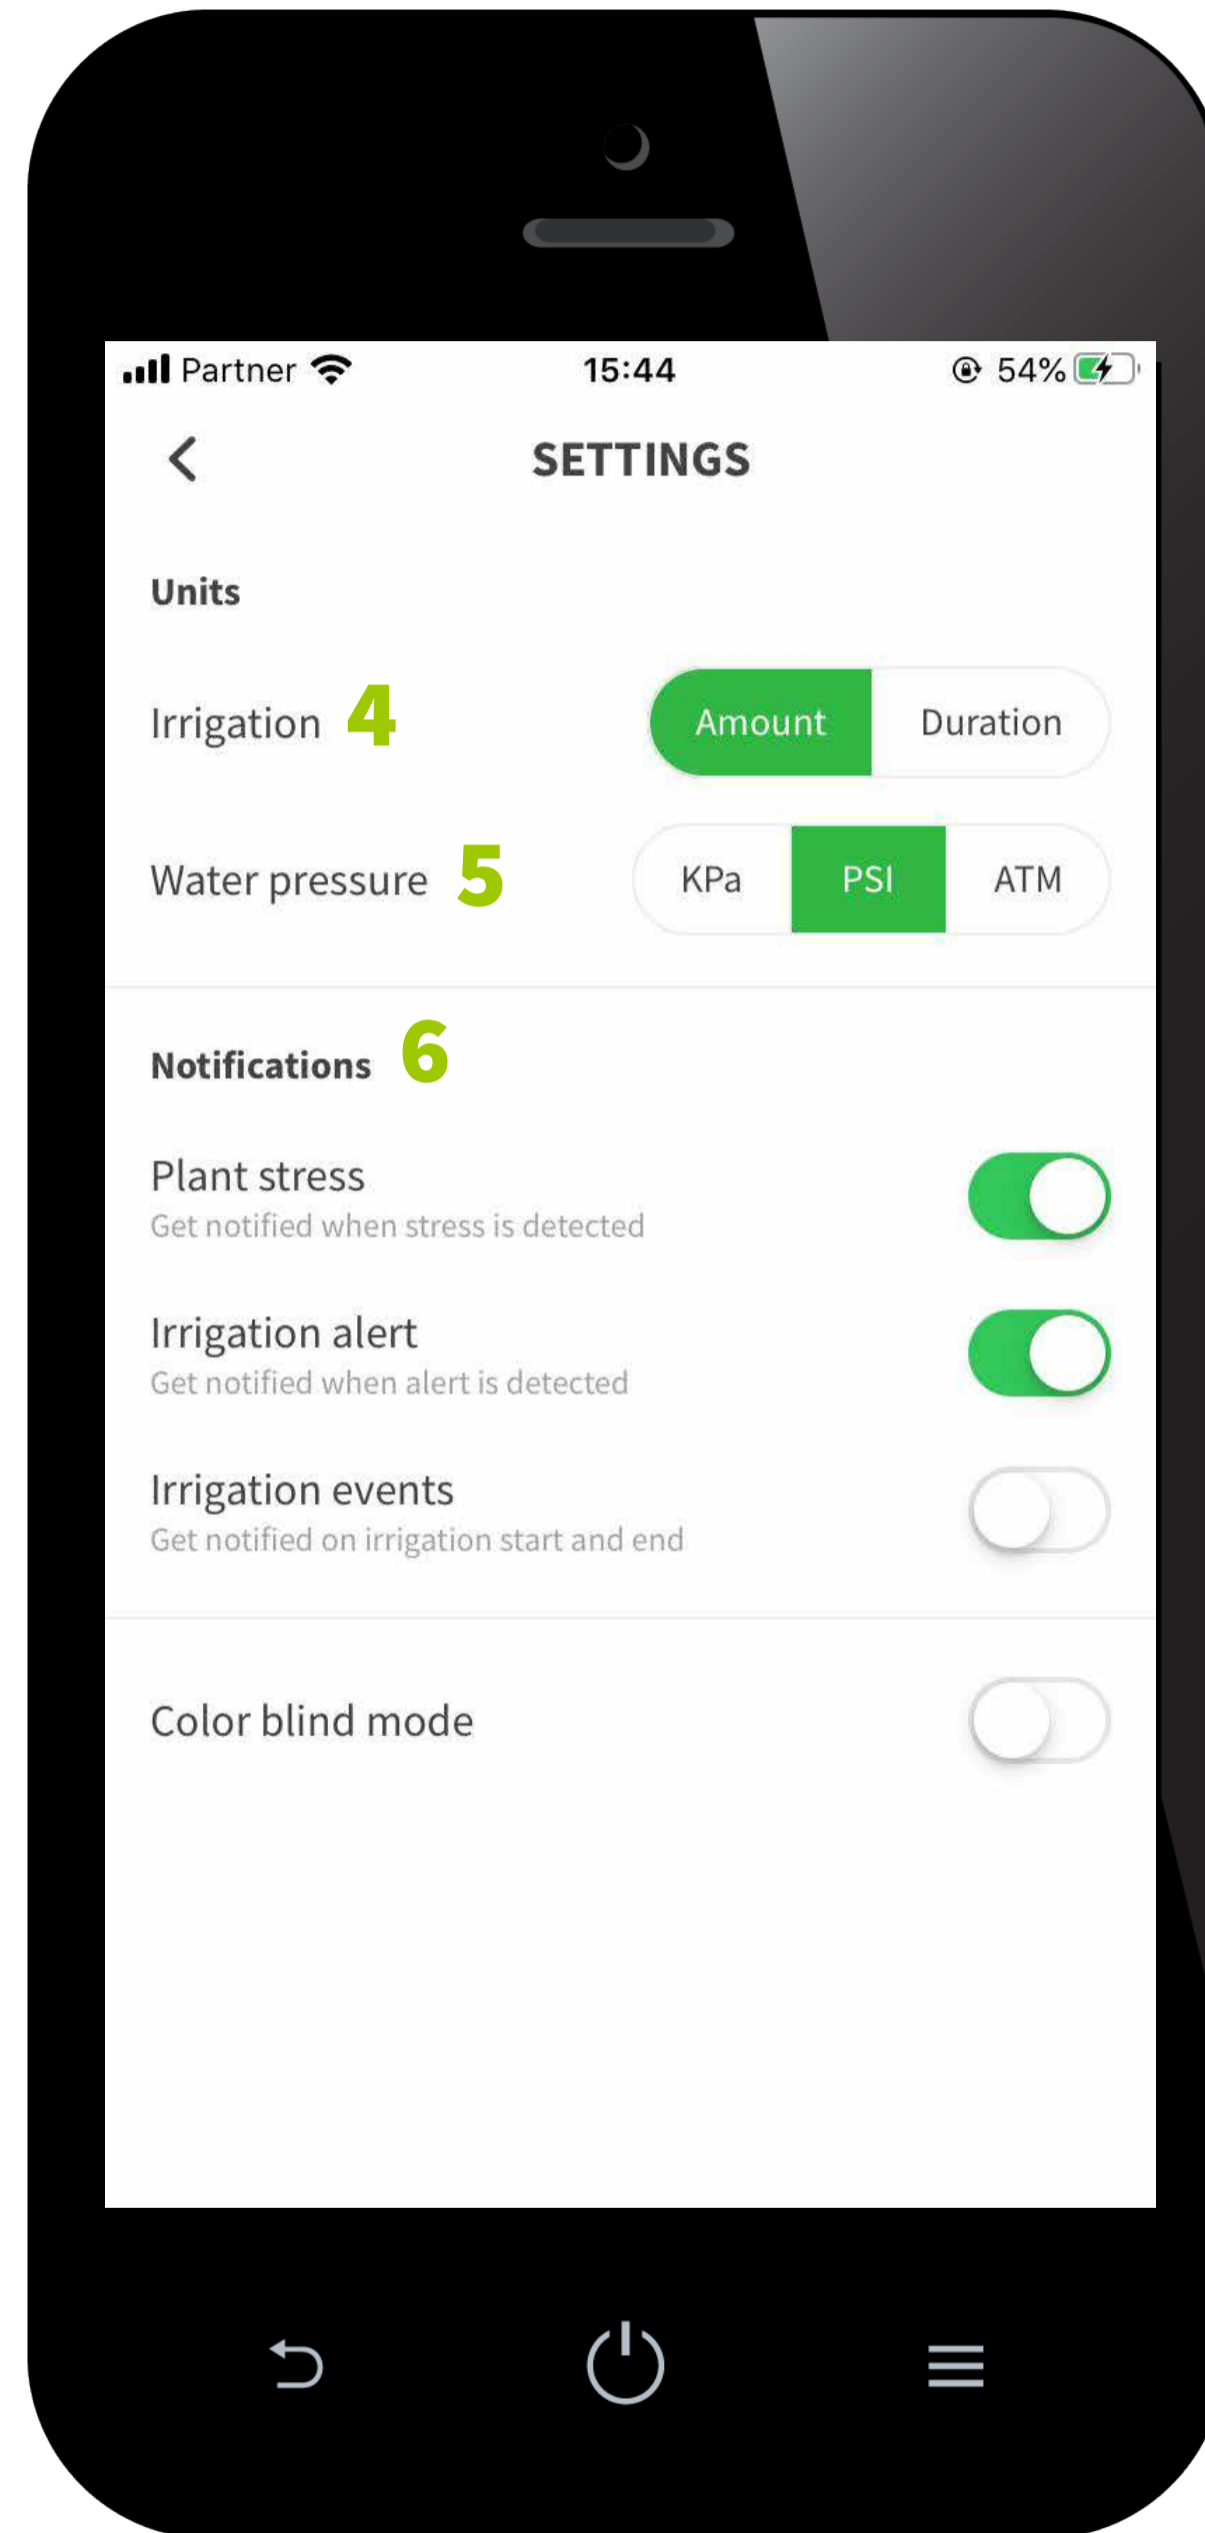 Partner 15:44 54%
SETTINGS
Units
Irrigation 4 Amount Duration
Water pressure 5 KPa PSI ATM
Notifications 6
Plant stress
Get notified when stress is detected
Irrigation alert
Get notified when alert is detected
Irrigation events
Get notified on irrigation start and end
Color blind mode